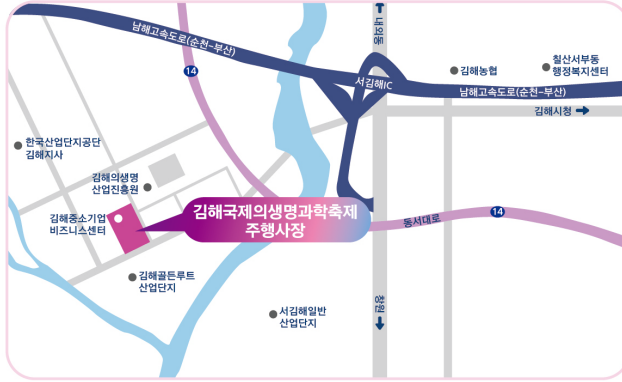 남해고속도로(순천~부산)
14
내외동
서김해IC
김해농협
칠산서부동
행정복지센터
남해고속도로(순천~부산)
김해시청
한국산업단지공단
김해지사
김해의생명
산업진흥원
김해중소기업
비즈니스센터
김해국제의생명과학축제
주행사장
동서대로
14
김해골든루트
산업단지
서김해일반
산업단지
창원